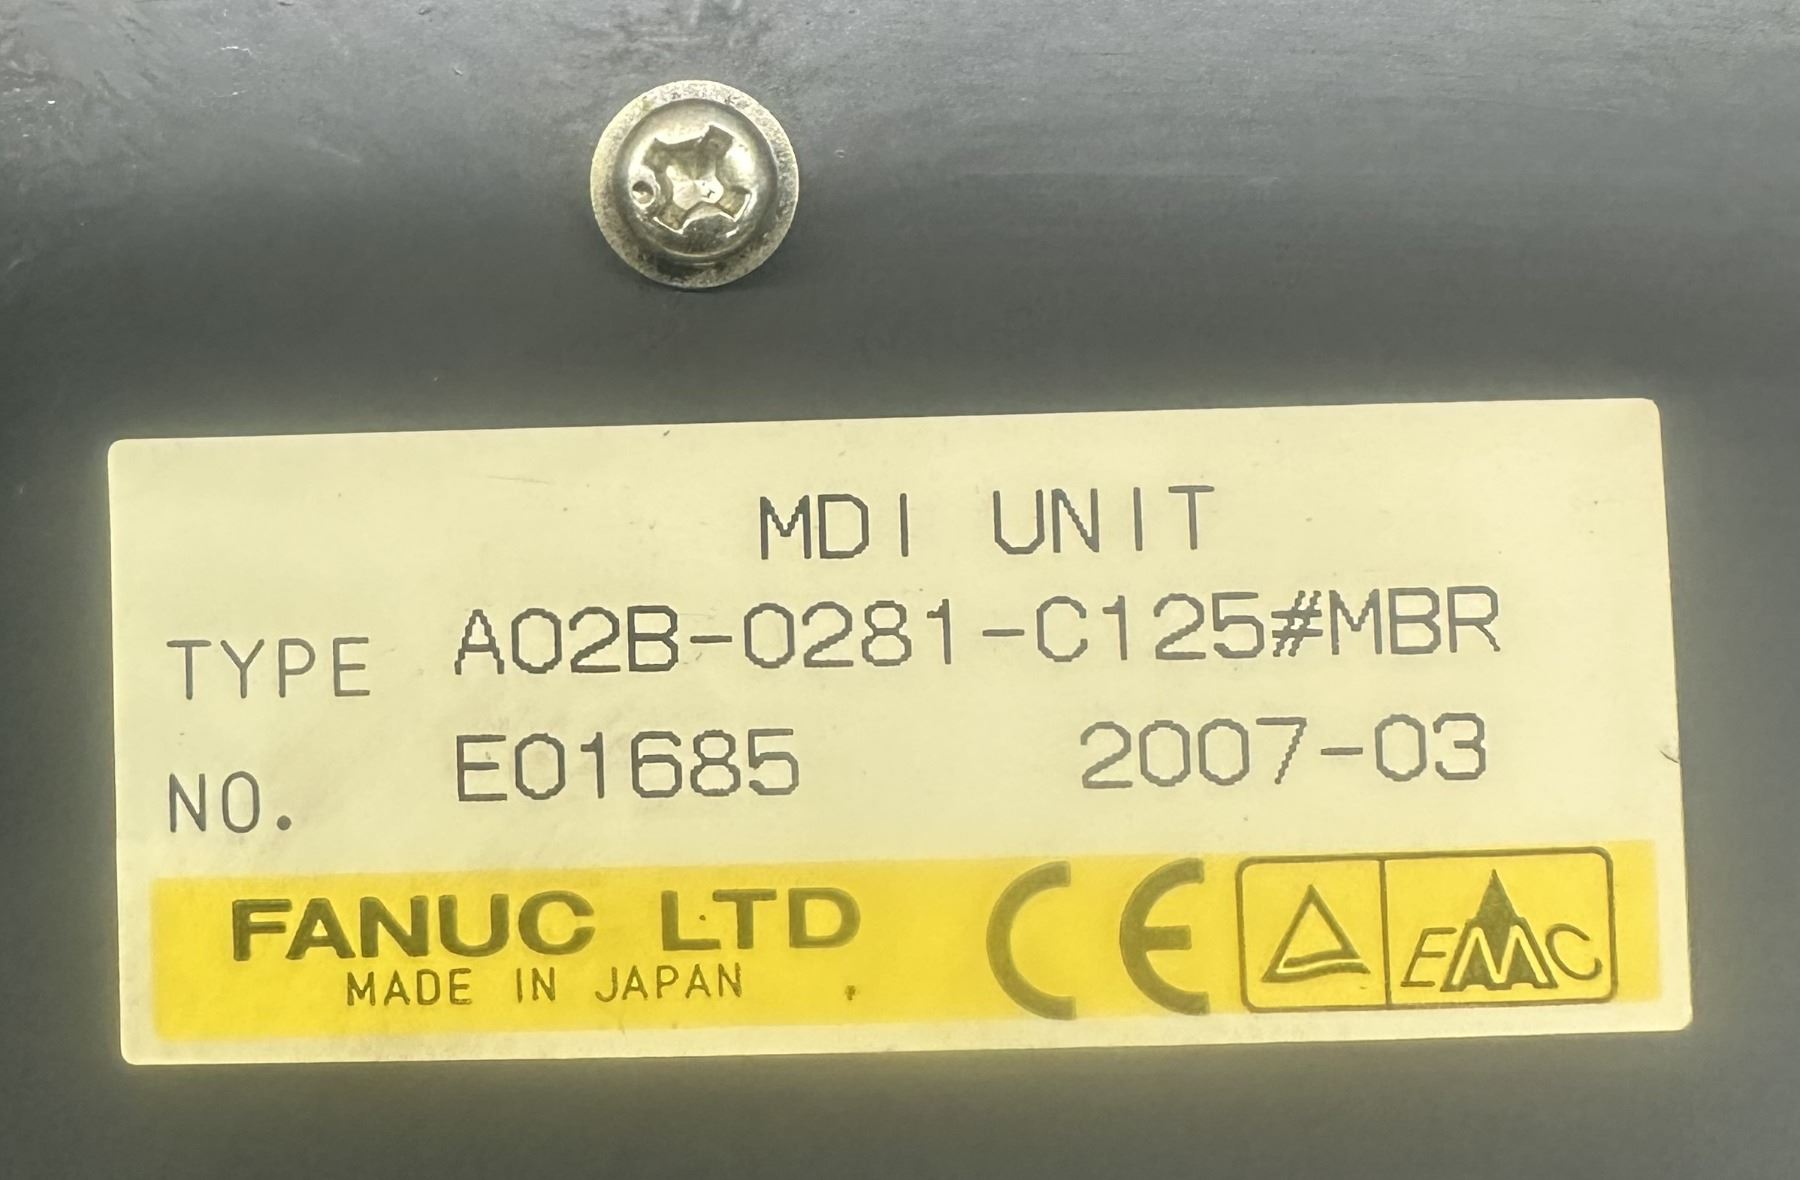 MDI UNIT
TYPE A02B-0281-C125#MBR
NO. E01685 2007-03
FANUC LTD
MADE IN JAPAN
CE EMC